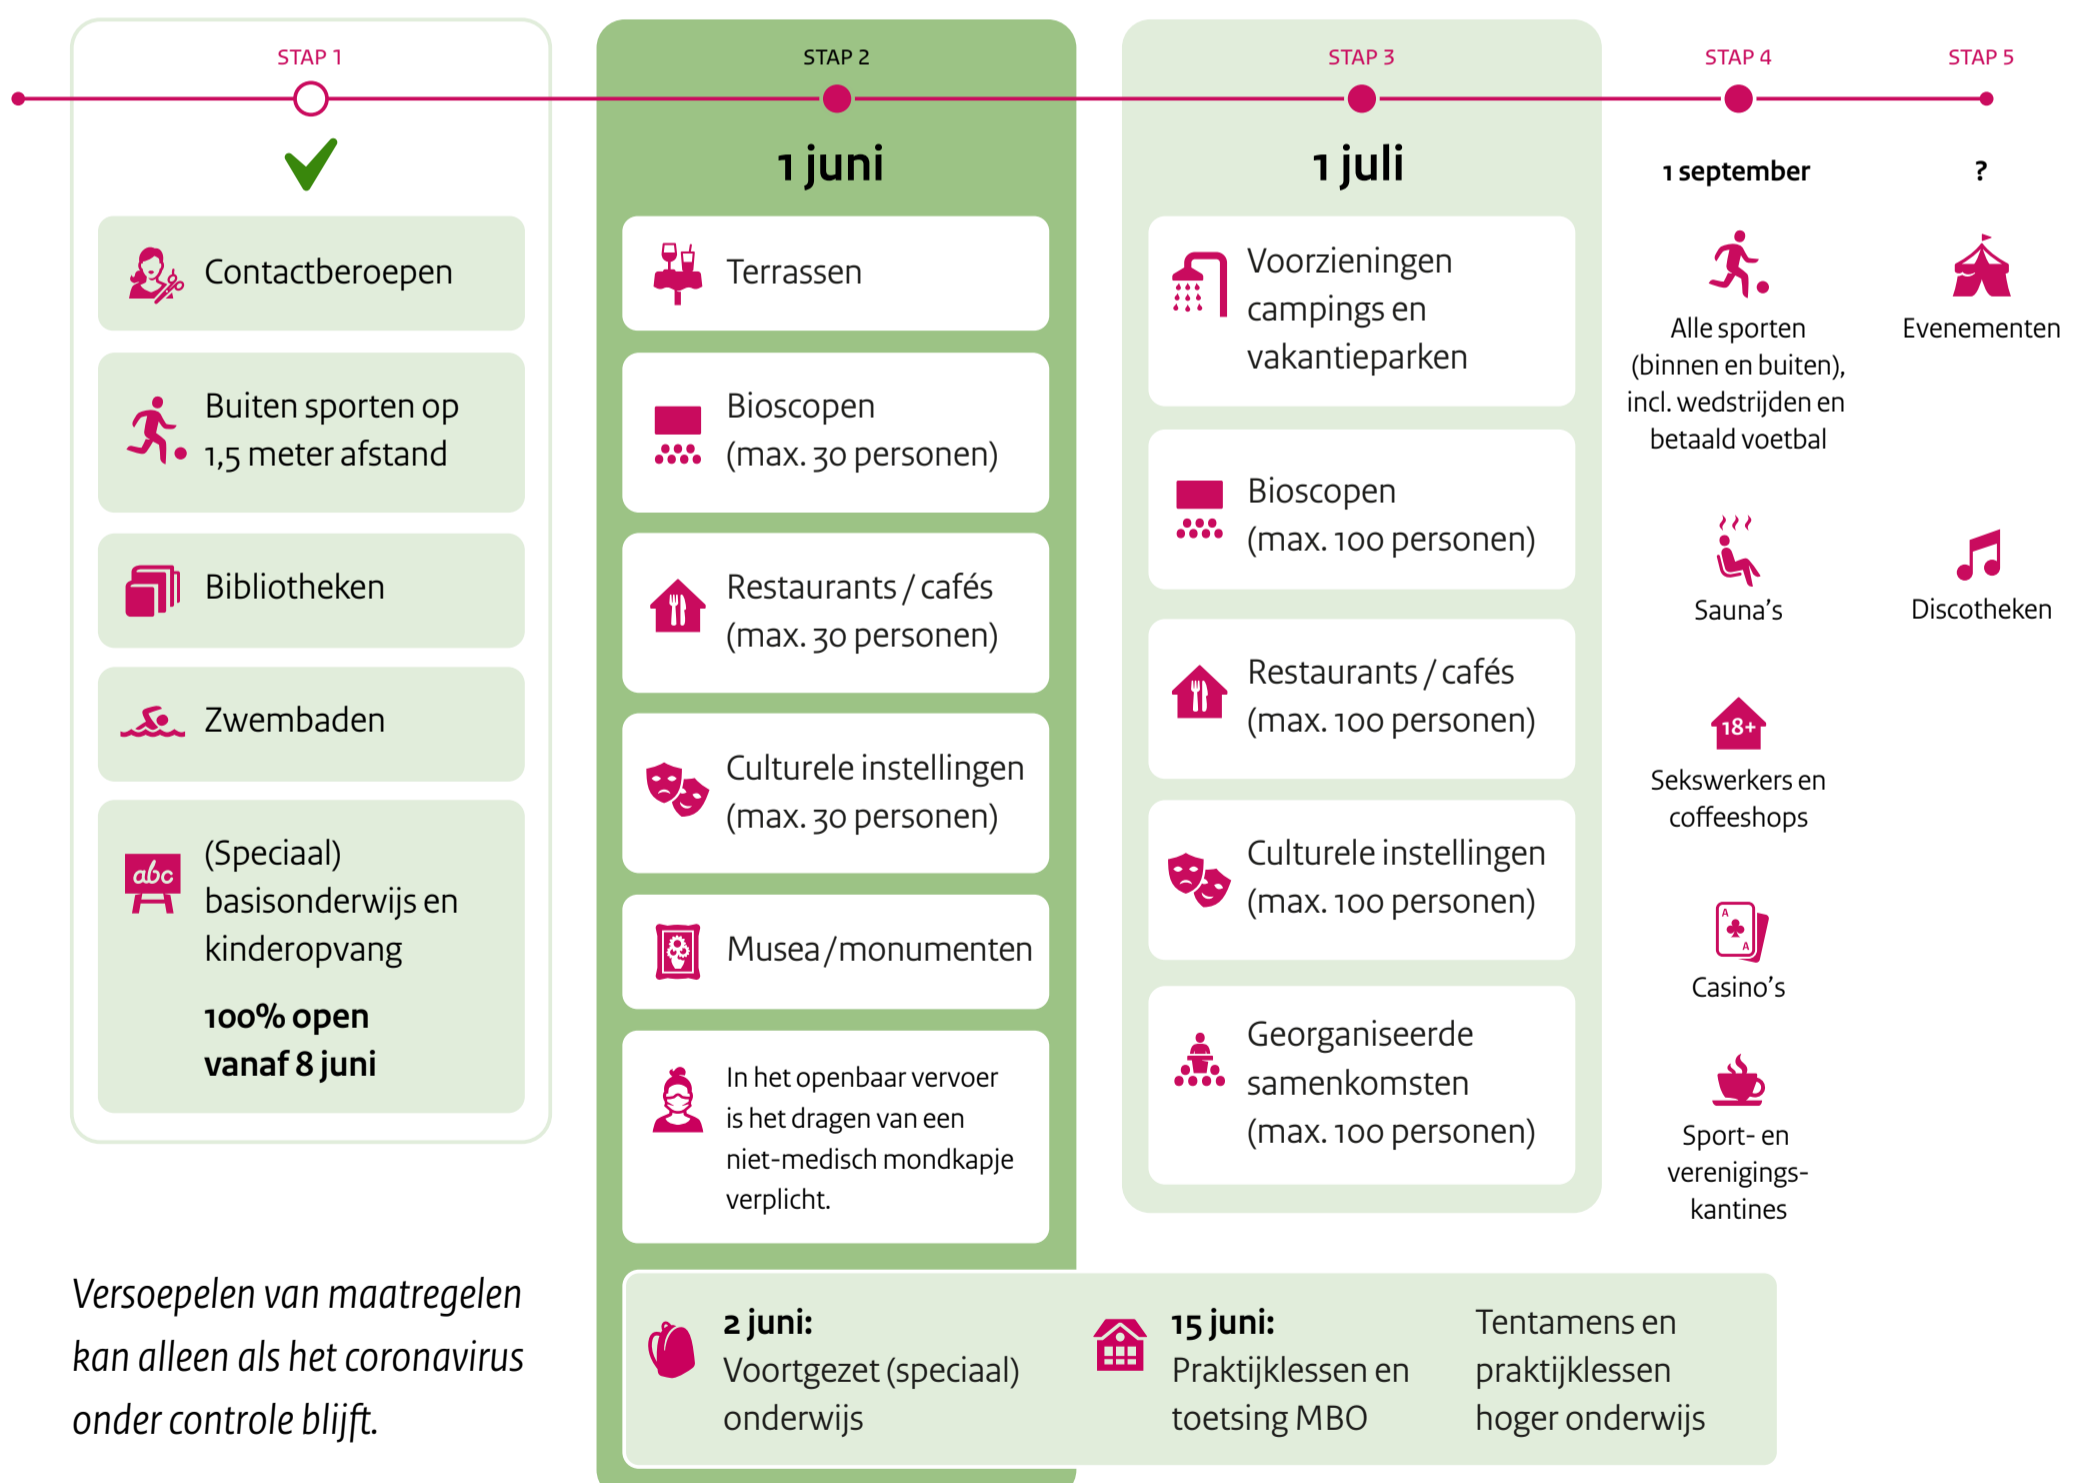 STAP 1
Contactberoepen
Buiten sporten op
1,5 meter afstand
Bibliotheken
Zwembaden
abc
(Speciaal)
basisonderwijs en
kinderopvang
100% open
vanaf 8 juni
Versoepelen van maatregelen
kan alleen als het coronavirus
onder controle blijft.
STAP 2
1 juni
Terrassen
Bioscopen
(max. 30 personen)
Restaurants / cafés
(max. 30 personen)
Culturele instellingen
(max. 30 personen)
Musea/monumenten
In het openbaar vervoer
is het dragen van een
niet-medisch mondkapje
verplicht.
2 juni:
Voortgezet (speciaal)
onderwijs
15 juni:
Praktijklessen en
toetsing MBO
Tentamens en
praktijklessen
hoger onderwijs
STAP 3
1 juli
Voorzieningen
campings en
vakantieparken
Bioscopen
(max. 100 personen)
Restaurants / cafés
(max. 100 personen)
Culturele instellingen
(max. 100 personen)
Georganiseerde
samenkomsten
(max. 100 personen)
STAP 4
1 september
Alle sporten
(binnen en buiten),
incl. wedstrijden en
betaald voetbal
Sauna's
18+
Sekswerkers en
coffeeshops
A
A
Casino's
Sport- en
verenigings-
kantines
STAP 5
?
Evenementen
Discotheken